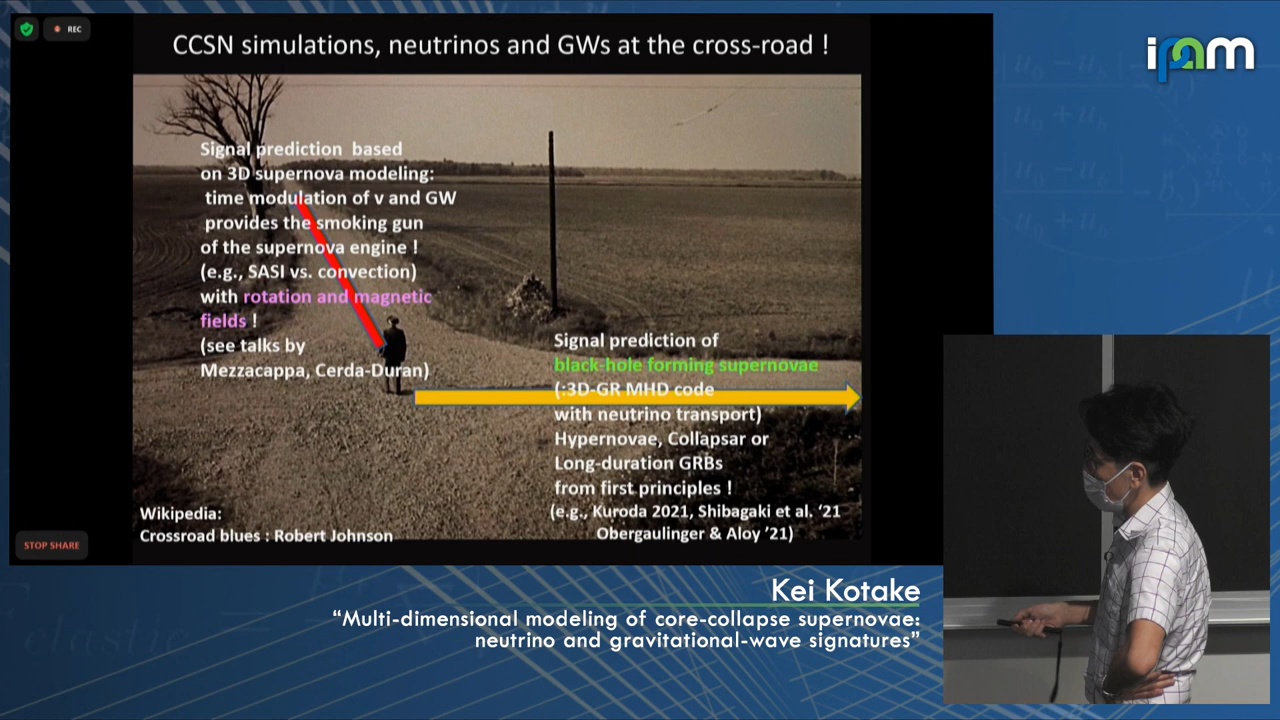 REC
CCSN simulations, neutrinos and GWs at the cross-road !
ipam
Signal prediction based
on 3D supernova modeling:
time modulation of ν and GW
provides the smoking gun
of the supernova engine !
(e.g., SASI vs. convection)
with rotation and magnetic
fields !
(see talks by
Mezzacappa, Cerda-Duran)
Signal prediction of
black-hole forming supernovae
(:3D-GR MHD code
with neutrino transport)
Hypernovae, Collapsar or
Long-duration GRBs
from first principles !
(e.g., Kuroda 2021, Shibagaki et al. ‘21
Obergaulinger & Aloy ’21)
Wikipedia:
Crossroad blues : Robert Johnson
STOP SHARE
Kei Kotake
“Multi-dimensional modeling of core-collapse supernovae:
neutrino and gravitational-wave signatures”
elastic